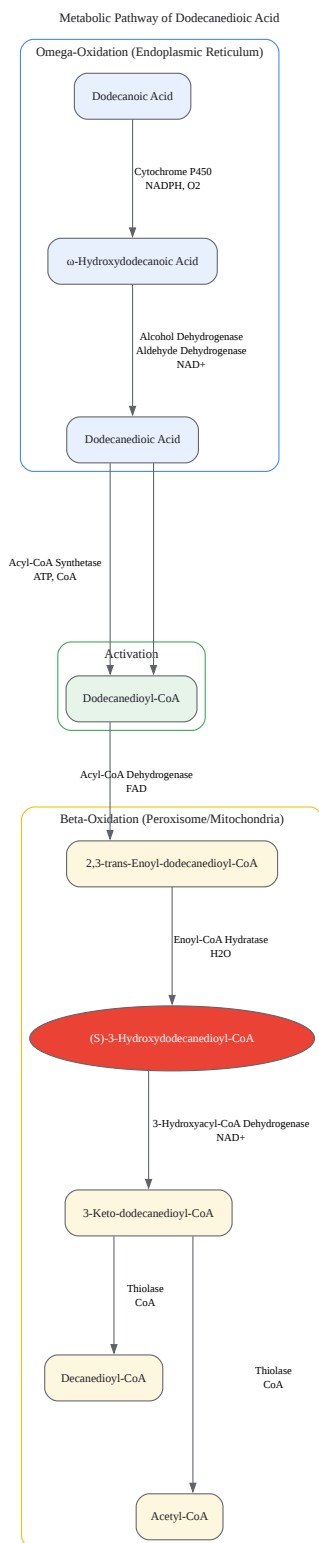 Metabolic Pathway of Dodecanedioic Acid
Omega-Oxidation (Endoplasmic Reticulum)
Dodecanoic Acid
Cytochrome P450
NADPH, O2
ω-Hydroxydodecanoic Acid
Alcohol Dehydrogenase
Aldehyde Dehydrogenase
NAD+
Dodecanedioic Acid
Acyl-CoA Synthetase
ATP, CoA
Activation
Dodecanedioyl-CoA
Acyl-CoA Dehydrogenase
FAD
Beta-Oxidation (Peroxisome/Mitochondria)
2,3-trans-Enoyl-dodecanedioyl-CoA
Enoyl-CoA Hydratase
H2O
(S)-3-Hydroxydodecanedioyl-CoA
3-Hydroxyacyl-CoA Dehydrogenase
NAD+
3-Keto-dodecanedioyl-CoA
Thiolase
CoA
Decanedioyl-CoA
Thiolase
CoA
Acetyl-CoA